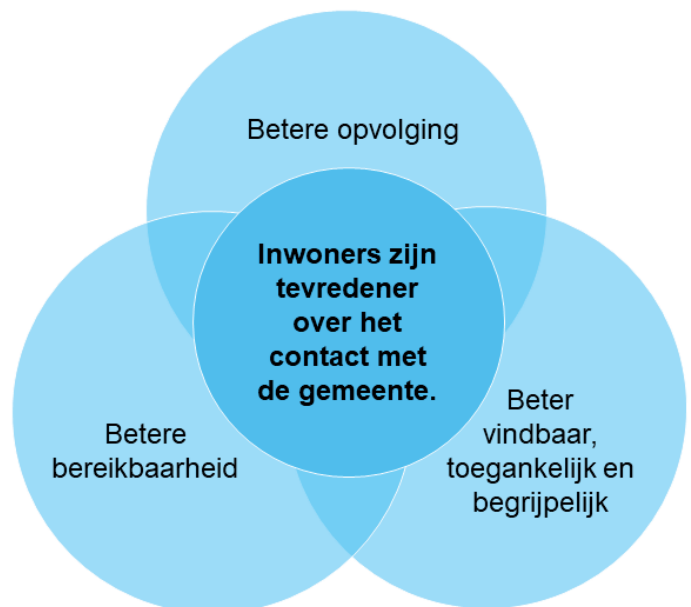 Betere opvolging
Inwoners zijn
tevredener
over het
contact met
de gemeente.
Betere
bereikbaarheid
Beter
vindbaar,
toegankelijk en
begrijpelijk